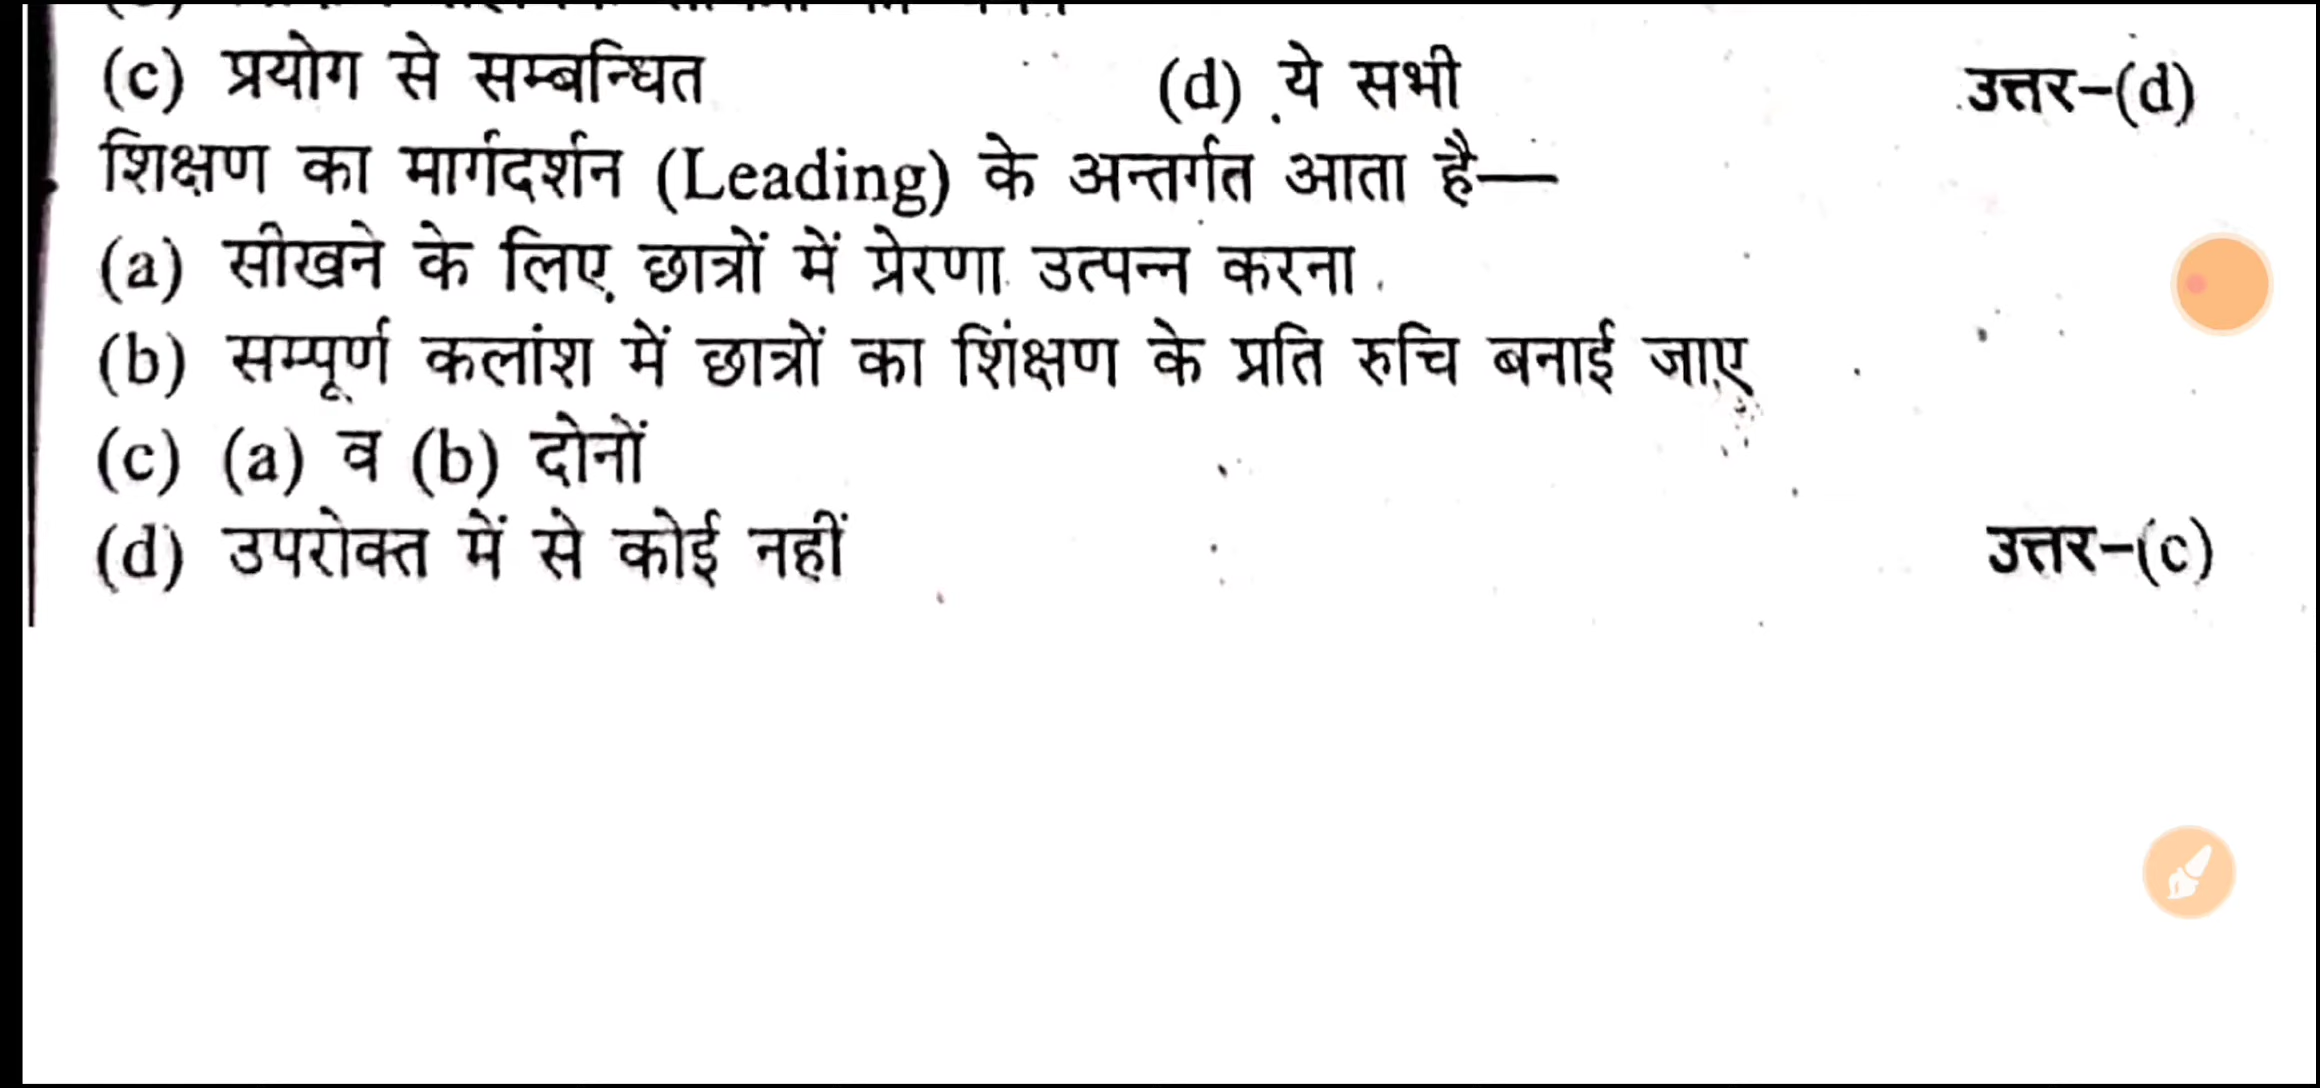 (c) प्रयोग से सम्बन्धित (d) ये सभी उत्तर-(d)
शिक्षण का मार्गदर्शन (Leading) के अन्तर्गत आता है—
(a) सीखने के लिए छात्रों में प्रेरणा उत्पन्न करना
(b) सम्पूर्ण कलांश में छात्रों का शिंक्षण के प्रति रुचि बनाई जाए
(c) (a) व (b) दोनों
(d) उपरोक्त में से कोई नहीं उत्तर-(c)